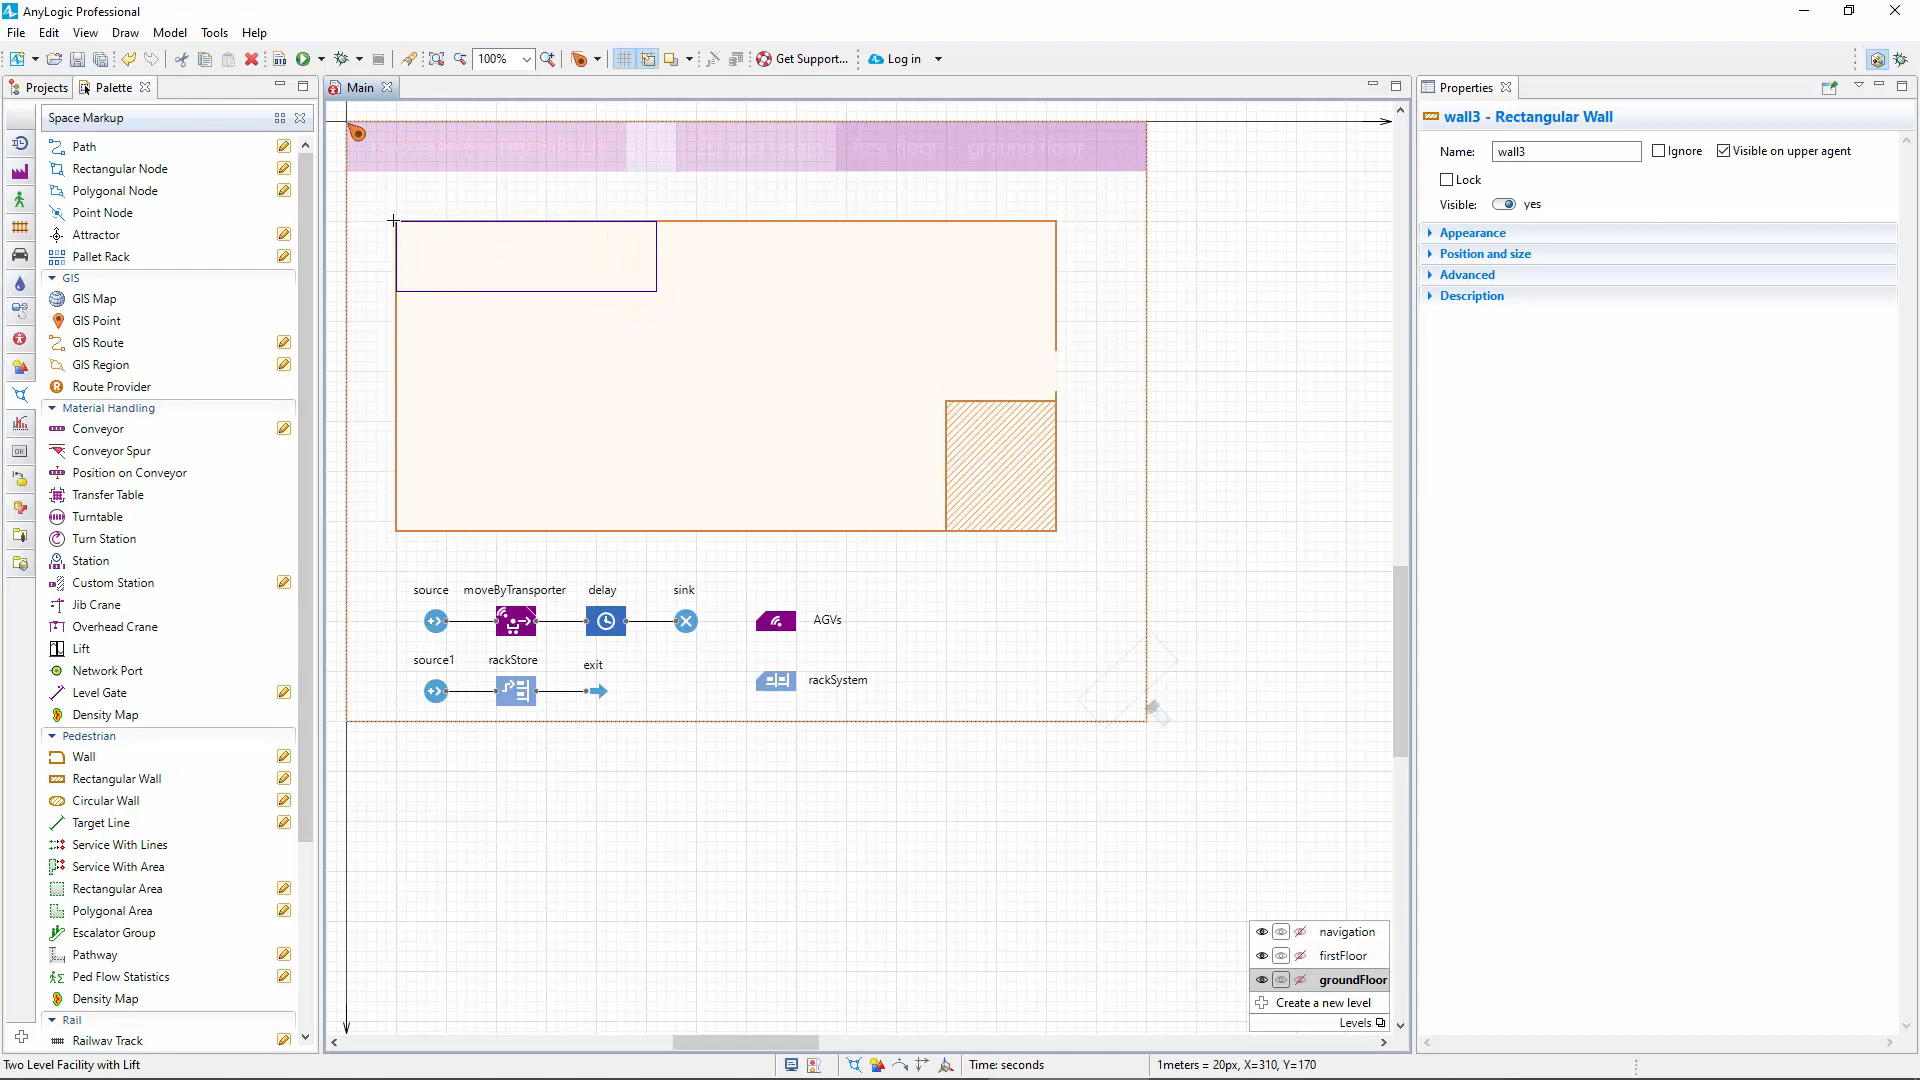 AnyLogic Professional
File Edit View Draw Model Tools Help
100% Get Support... Log in
Projects Palette Main Properties
Space Markup
Path
Rectangular Node
Polygonal Node
Point Node
Attractor
Pallet Rack
GIS
GIS Map
GIS Point
GIS Route
GIS Region
Route Provider
Material Handling
Conveyor
Conveyor Spur
Position on Conveyor
Transfer Table
Turntable
Turn Station
Station
Custom Station
Jib Crane
Overhead Crane
Lift
Network Port
Level Gate
Density Map
Pedestrian
Wall
Rectangular Wall
Circular Wall
Target Line
Service With Lines
Service With Area
Rectangular Area
Polygonal Area
Escalator Group
Pathway
Ped Flow Statistics
Density Map
Rail
Railway Track
first floor ground floor
source moveByTransporter delay sink
AGVs
source1 rackStore exit
rackSystem
navigation
firstFloor
groundFloor
Create a new level
Levels
wall3 - Rectangular Wall
Name: wall3 Ignore Visible on upper agent
Lock
Visible: yes
Appearance
Position and size
Advanced
Description
Two Level Facility with Lift Time: seconds 1meters = 20px, X=310, Y=170